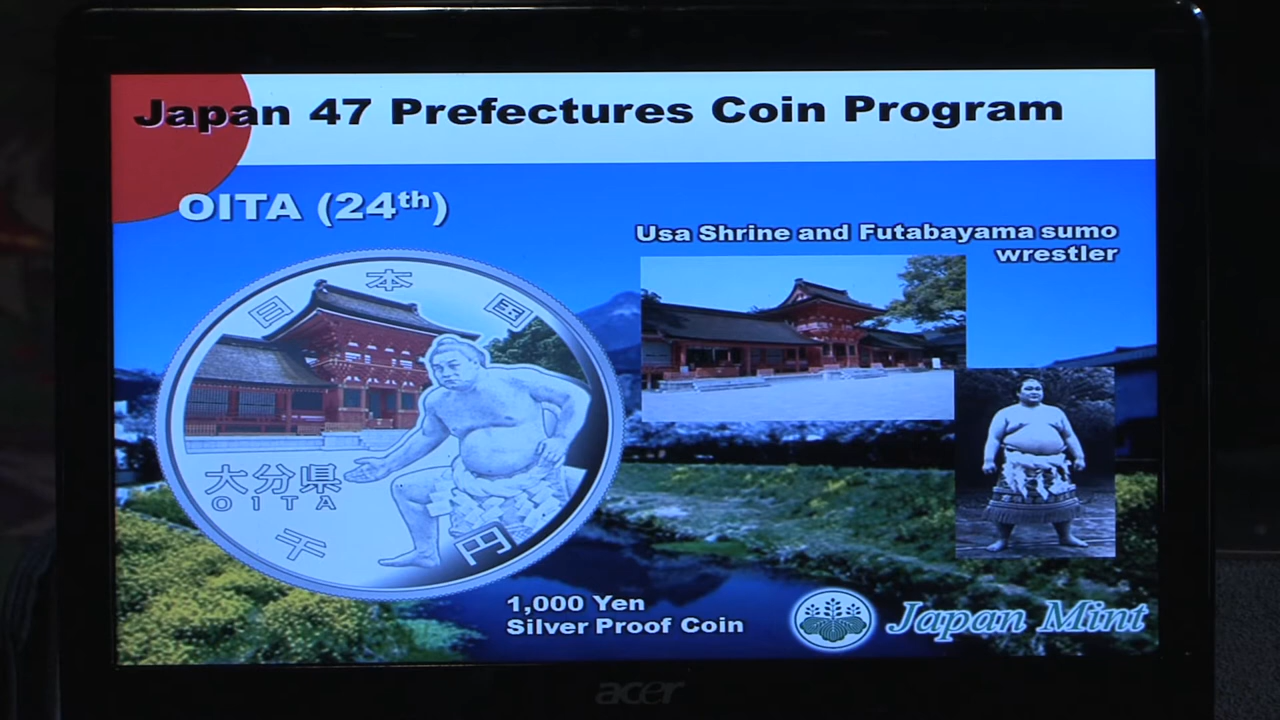 Japan 47 Prefectures Coin Program
OITA (24th)
Usa Shrine and Futabayama sumo
wrestler
日本国
大分県
OITA
千円
1,000 Yen
Silver Proof Coin
Japan Mint
acer